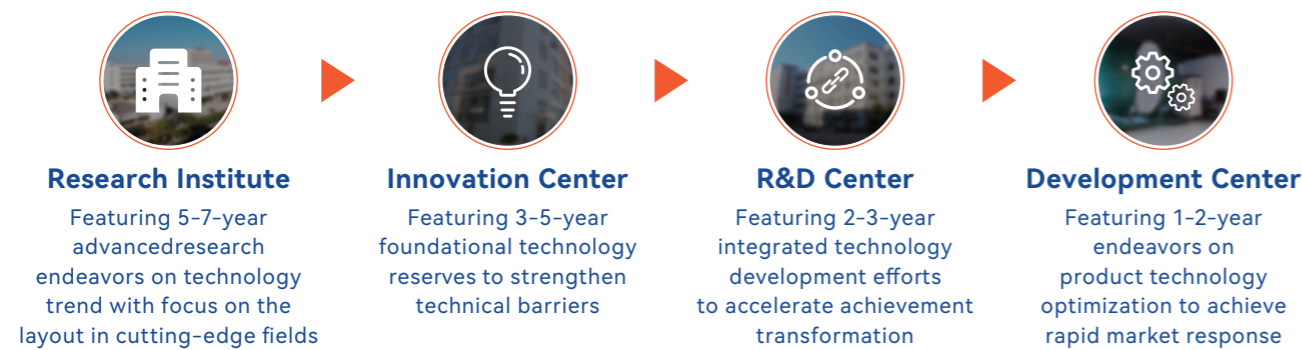 Research Institute
Featuring 5-7-year
advancedresearch
endeavors on technology
trend with focus on the
layout in cutting-edge fields
Innovation Center
Featuring 3-5-year
foundational technology
reserves to strengthen
technical barriers
R&D Center
Featuring 2-3-year
integrated technology
development efforts
to accelerate achievement
transformation
Development Center
Featuring 1-2-year
endeavors on
product technology
optimization to achieve
rapid market response